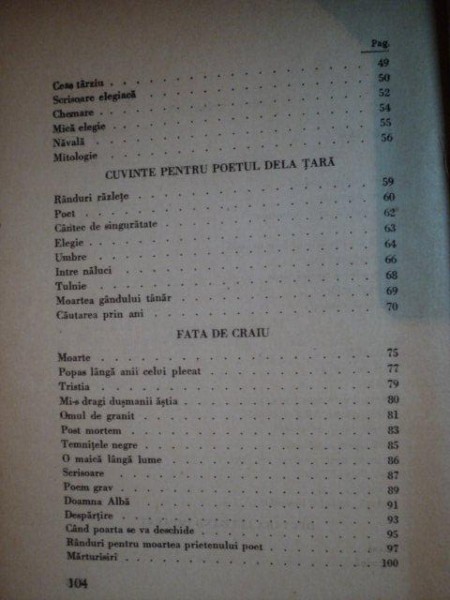 Pag.
Ceas târziu . . . 49
Scrisoare elegiacă . . . 50
Chemare . . . 52
Mică elegie . . . 54
Năvală . . . 55
Mitologie . . . 56
CUVINTE PENTRU POETUL DELA ȚARĂ
Rânduri răzlețe . . . 59
Poet . . . 60
Cântec de singurătate . . . 62
Elegie . . . 63
Umbre . . . 64
Intre năluci . . . 66
Tulnic . . . 68
Moartea gândului tânăr . . . 69
Căutarea prin ani . . . 70
FATA DE CRAIU
Moarte . . . 75
Popas lângă anii celui plecat . . . 77
Tristia . . . 79
Mi-s dragi dușmanii ăștia . . . 80
Omul de granit . . . 81
Post mortem . . . 83
Temnițele negre . . . 85
O maică lângă lume . . . 86
Scrisoare . . . 87
Poem grav . . . 89
Doamna Albă . . . 91
Despărțire . . . 93
Când poarta se va deschide . . . 95
Rânduri pentru moartea prietenului poet . . . 97
Mărturisiri . . . 100
104